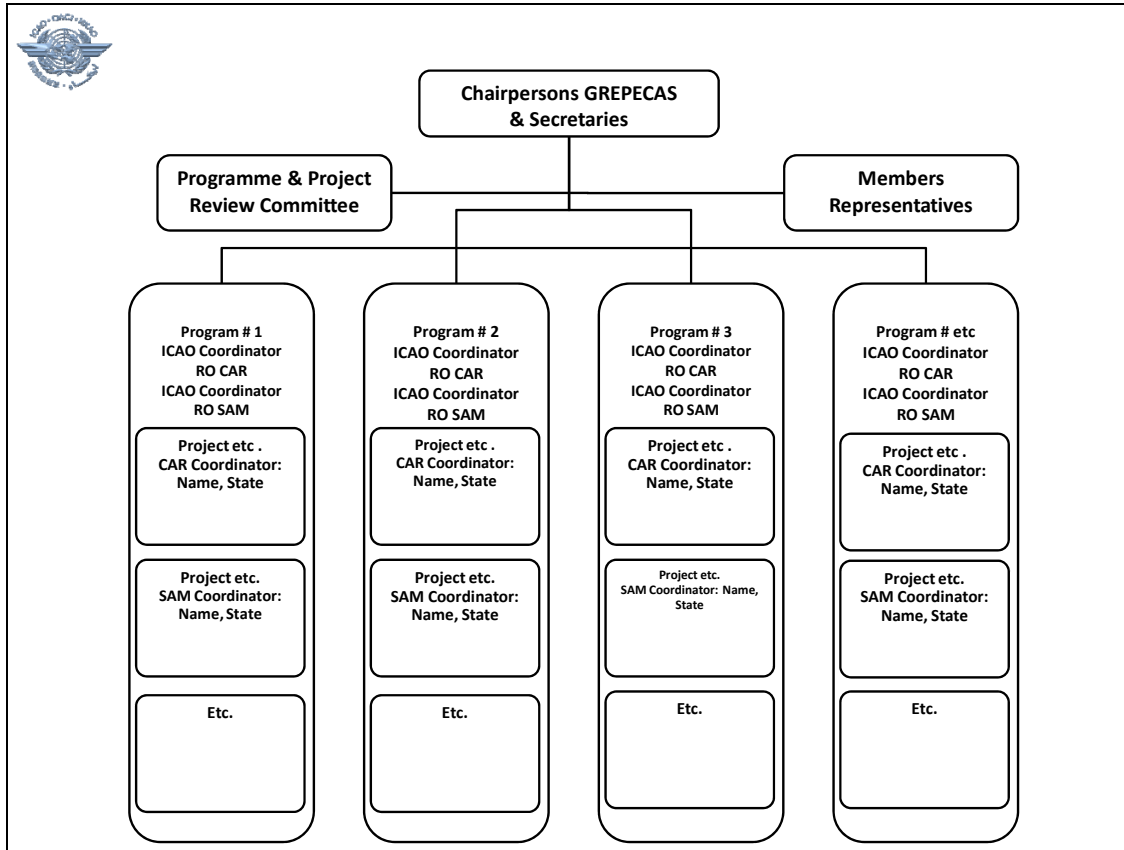 ICAO · OACI · ИКАО
Chairpersons GREPECAS
& Secretaries
Programme & Project
Review Committee
Members
Representatives
Program # 1
ICAO Coordinator
RO CAR
ICAO Coordinator
RO SAM
Project etc .
CAR Coordinator:
Name, State
Project etc.
SAM Coordinator:
Name, State
Etc.
Program # 2
ICAO Coordinator
RO CAR
ICAO Coordinator
RO SAM
Project etc .
CAR Coordinator:
Name, State
Project etc.
SAM Coordinator:
Name, State
Etc.
Program # 3
ICAO Coordinator
RO CAR
ICAO Coordinator
RO SAM
Project etc .
CAR Coordinator:
Name, State
Project etc.
SAM Coordinator: Name,
State
Etc.
Program # etc
ICAO Coordinator
RO CAR
ICAO Coordinator
RO SAM
Project etc .
CAR Coordinator:
Name, State
Project etc.
SAM Coordinator:
Name, State
Etc.